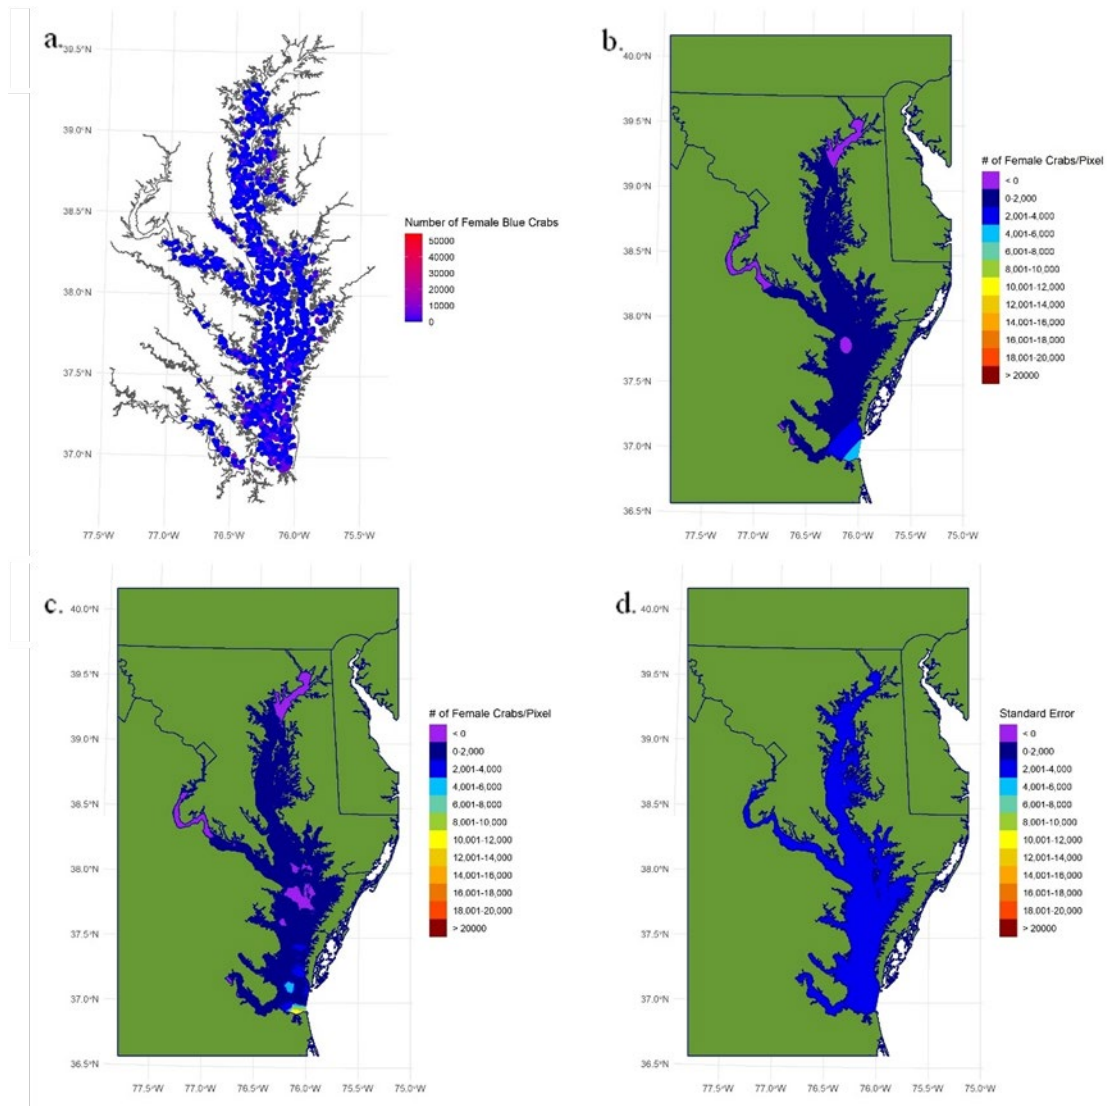 a.
39.5°N
39.0°N
38.5°N
38.0°N
37.5°N
37.0°N
77.5°W 77.0°W 76.5°W 76.0°W 75.5°W
Number of Female Blue Crabs
50000
40000
30000
20000
10000
0
b.
40.0°N
39.5°N
39.0°N
38.5°N
38.0°N
37.5°N
37.0°N
36.5°N
77.5°W 77.0°W 76.5°W 76.0°W 75.5°W 75.0°W
# of Female Crabs/Pixel
< 0
0-2,000
2,001-4,000
4,001-6,000
6,001-8,000
8,001-10,000
10,001-12,000
12,001-14,000
14,001-16,000
16,001-18,000
18,001-20,000
> 20000
c.
40.0°N
39.5°N
39.0°N
38.5°N
38.0°N
37.5°N
37.0°N
36.5°N
77.5°W 77.0°W 76.5°W 76.0°W 75.5°W 75.0°W
# of Female Crabs/Pixel
< 0
0-2,000
2,001-4,000
4,001-6,000
6,001-8,000
8,001-10,000
10,001-12,000
12,001-14,000
14,001-16,000
16,001-18,000
18,001-20,000
> 20000
d.
40.0°N
39.5°N
39.0°N
38.5°N
38.0°N
37.5°N
37.0°N
36.5°N
77.5°W 77.0°W 76.5°W 76.0°W 75.5°W 75.0°W
Standard Error
< 0
0-2,000
2,001-4,000
4,001-6,000
6,001-8,000
8,001-10,000
10,001-12,000
12,001-14,000
14,001-16,000
16,001-18,000
18,001-20,000
> 20000